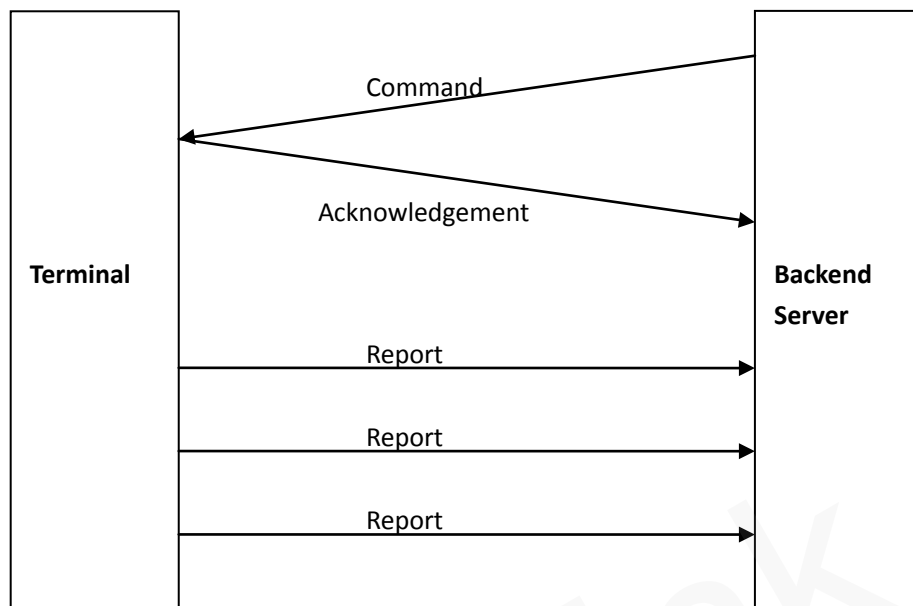 Command
Acknowledgement
Terminal
Backend
Server
Report
Report
Report